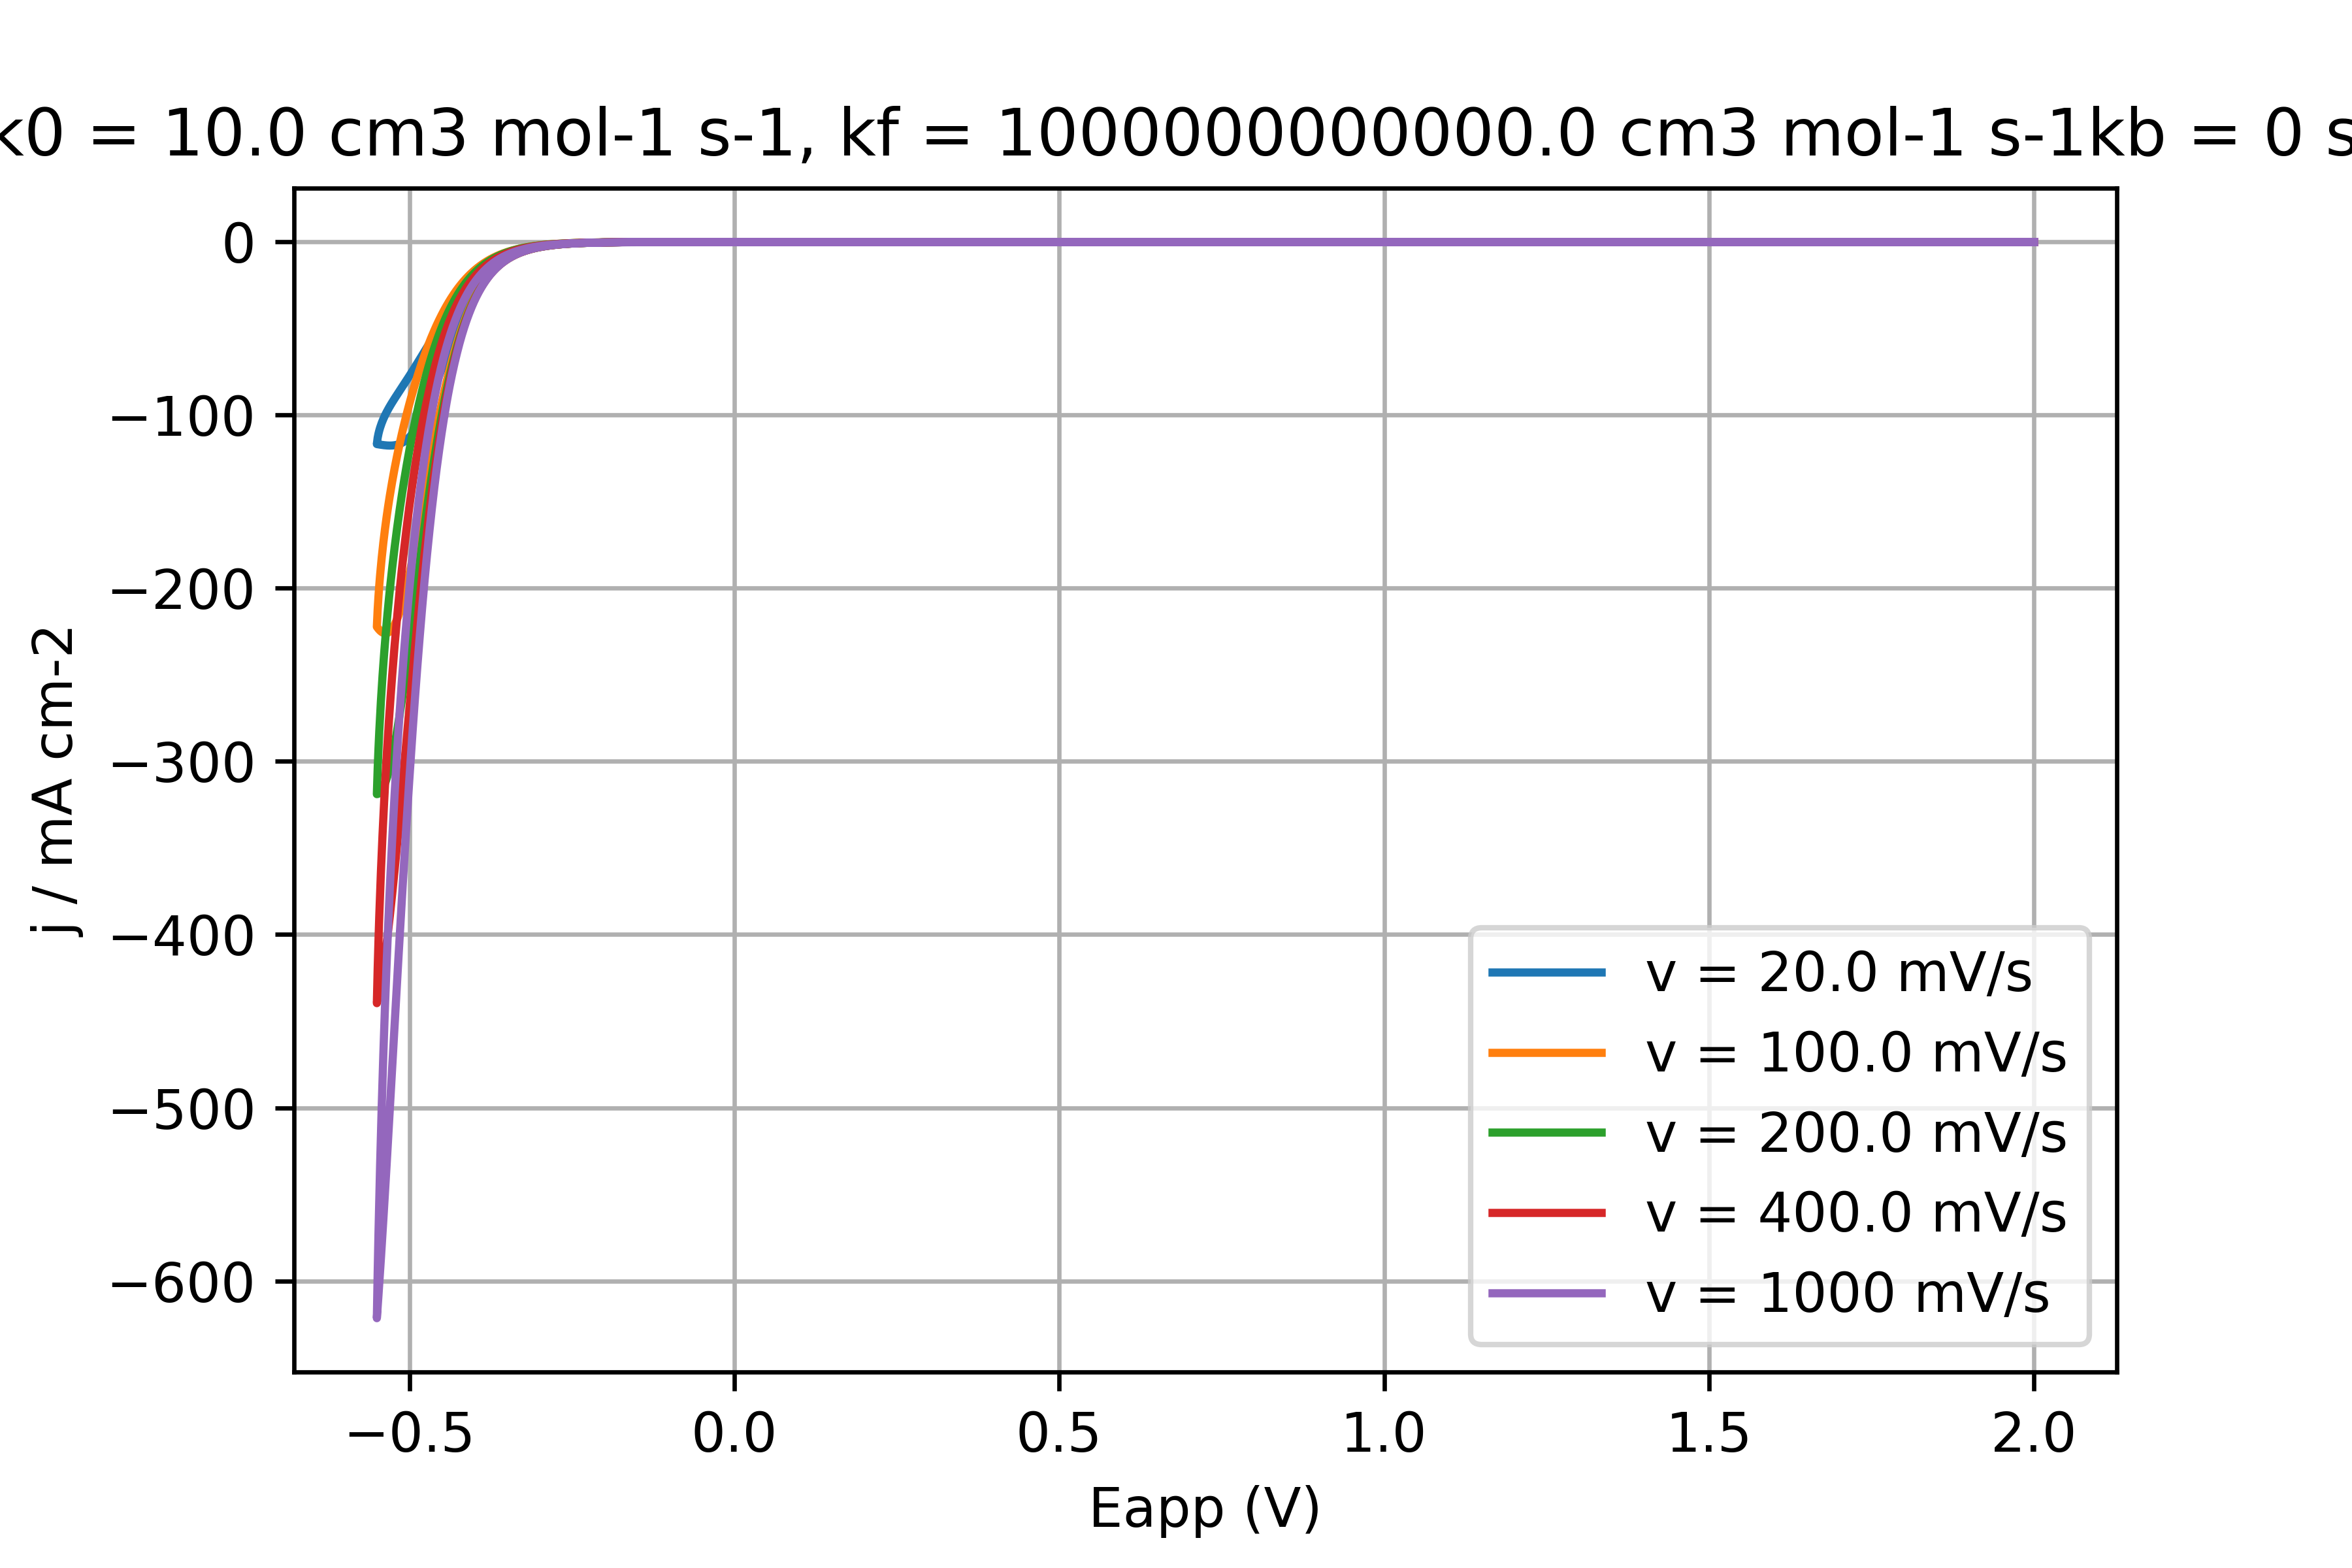 k0 = 10.0 cm3 mol-1 s-1, kf = 1000000000000.0 cm3 mol-1 s-1kb = 0 s
0
−100
−200
−300
−400
−500
−600
j / mA cm-2
v = 20.0 mV/s
v = 100.0 mV/s
v = 200.0 mV/s
v = 400.0 mV/s
v = 1000 mV/s
−0.5 0.0 0.5 1.0 1.5 2.0
Eapp (V)